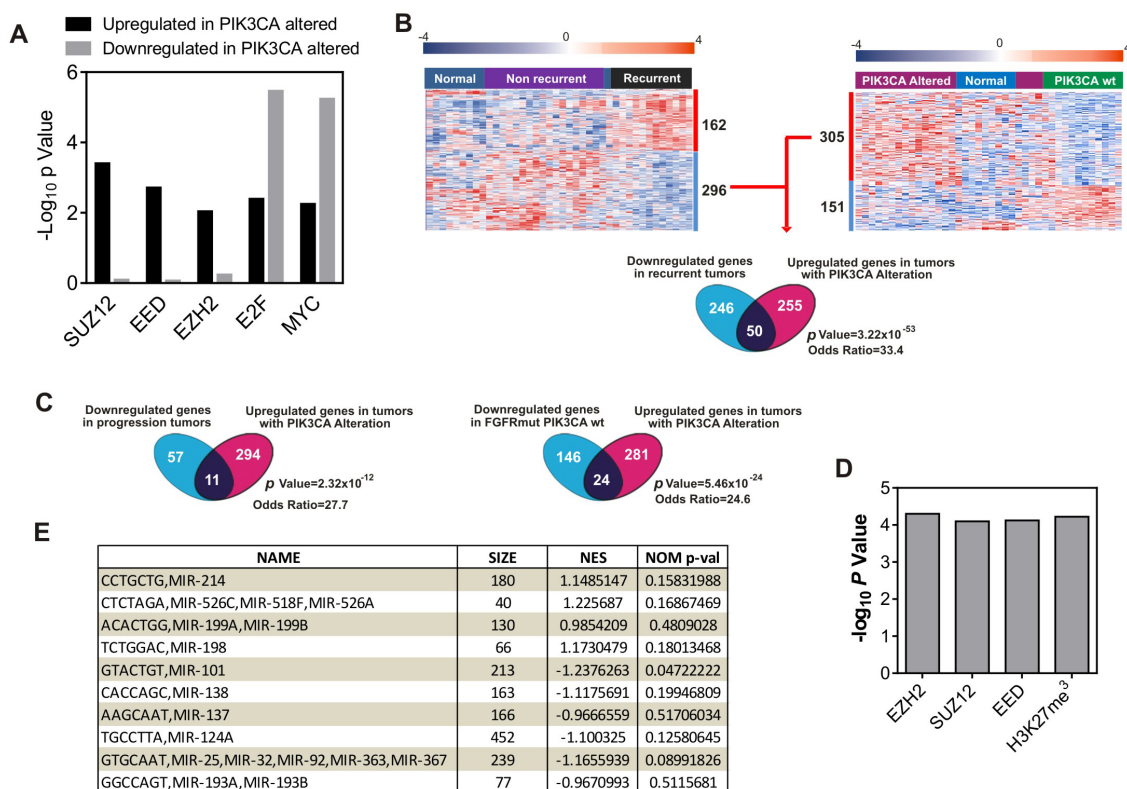 A
Upregulated in PIK3CA altered
Downregulated in PIK3CA altered
-Log10 p Value
6
4
2
0
SUZ12
EED
EZH2
E2F
MYC
B
-4
0
4
Normal
Non recurrent
Recurrent
162
296
-4
0
4
PIK3CA Altered
Normal
PIK3CA wt
305
151
Downregulated genes
in recurrent tumors
Upregulated genes in tumors
with PIK3CA Alteration
246
50
255
p Value=3.22x10-53
Odds Ratio=33.4
C
Downregulated genes
in progression tumors
Upregulated genes in tumors
with PIK3CA Alteration
57
11
294
p Value=2.32x10-12
Odds Ratio=27.7
Downregulated genes
in FGFRmut PIK3CA wt
Upregulated genes in tumors
with PIK3CA Alteration
146
24
281
p Value=5.46x10-24
Odds Ratio=24.6
D
-log10 P Value
5
4
3
2
1
0
EZH2
SUZ12
EED
H3K27me3
E
NAME SIZE NES NOM p-val
CCTGCTG,MIR-214 180 1.1485147 0.15831988
CTCTAGA,MIR-526C,MIR-518F,MIR-526A 40 1.225687 0.16867469
ACACTGG,MIR-199A,MIR-199B 130 0.9854209 0.4809028
TCTGGAC,MIR-198 66 1.1730479 0.18013468
GTACTGT,MIR-101 213 -1.2376263 0.04722222
CACCAGC,MIR-138 163 -1.1175691 0.19946809
AAGCAAT,MIR-137 166 -0.9666559 0.51706034
TGCCTTA,MIR-124A 452 -1.100325 0.12580645
GTGCAAT,MIR-25,MIR-32,MIR-92,MIR-363,MIR-367 239 -1.1655939 0.08991826
GGCCAGT,MIR-193A,MIR-193B 77 -0.9670993 0.5115681